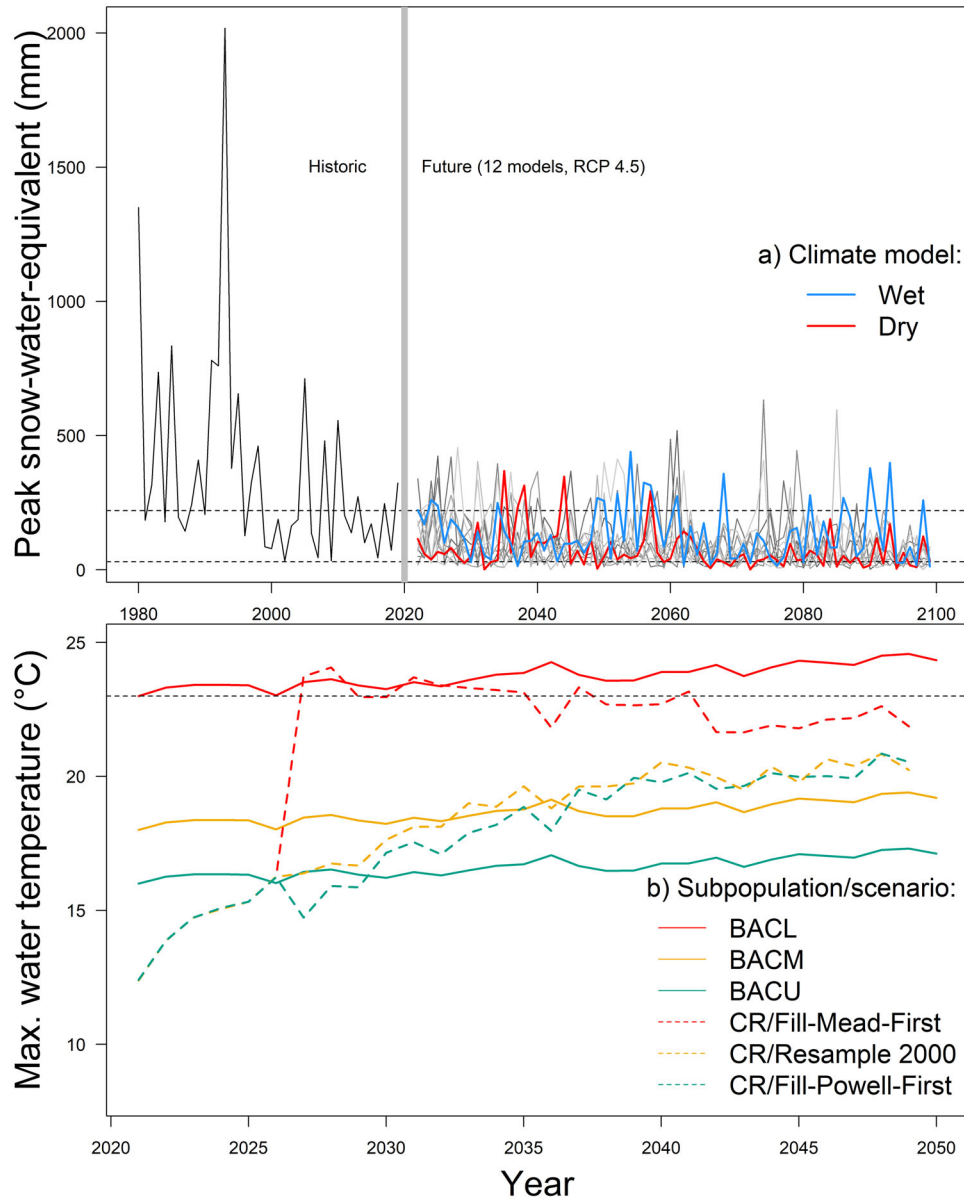 Peak snow-water-equivalent (mm)
2000
1500
1000
500
0
Historic
Future (12 models, RCP 4.5)
a) Climate model:
Wet
Dry
1980
2000
2020
2040
2060
2080
2100
Max. water temperature (°C)
25
20
15
10
b) Subpopulation/scenario:
BACL
BACM
BACU
CR/Fill-Mead-First
CR/Resample 2000
CR/Fill-Powell-First
2020
2025
2030
2035
2040
2045
2050
Year